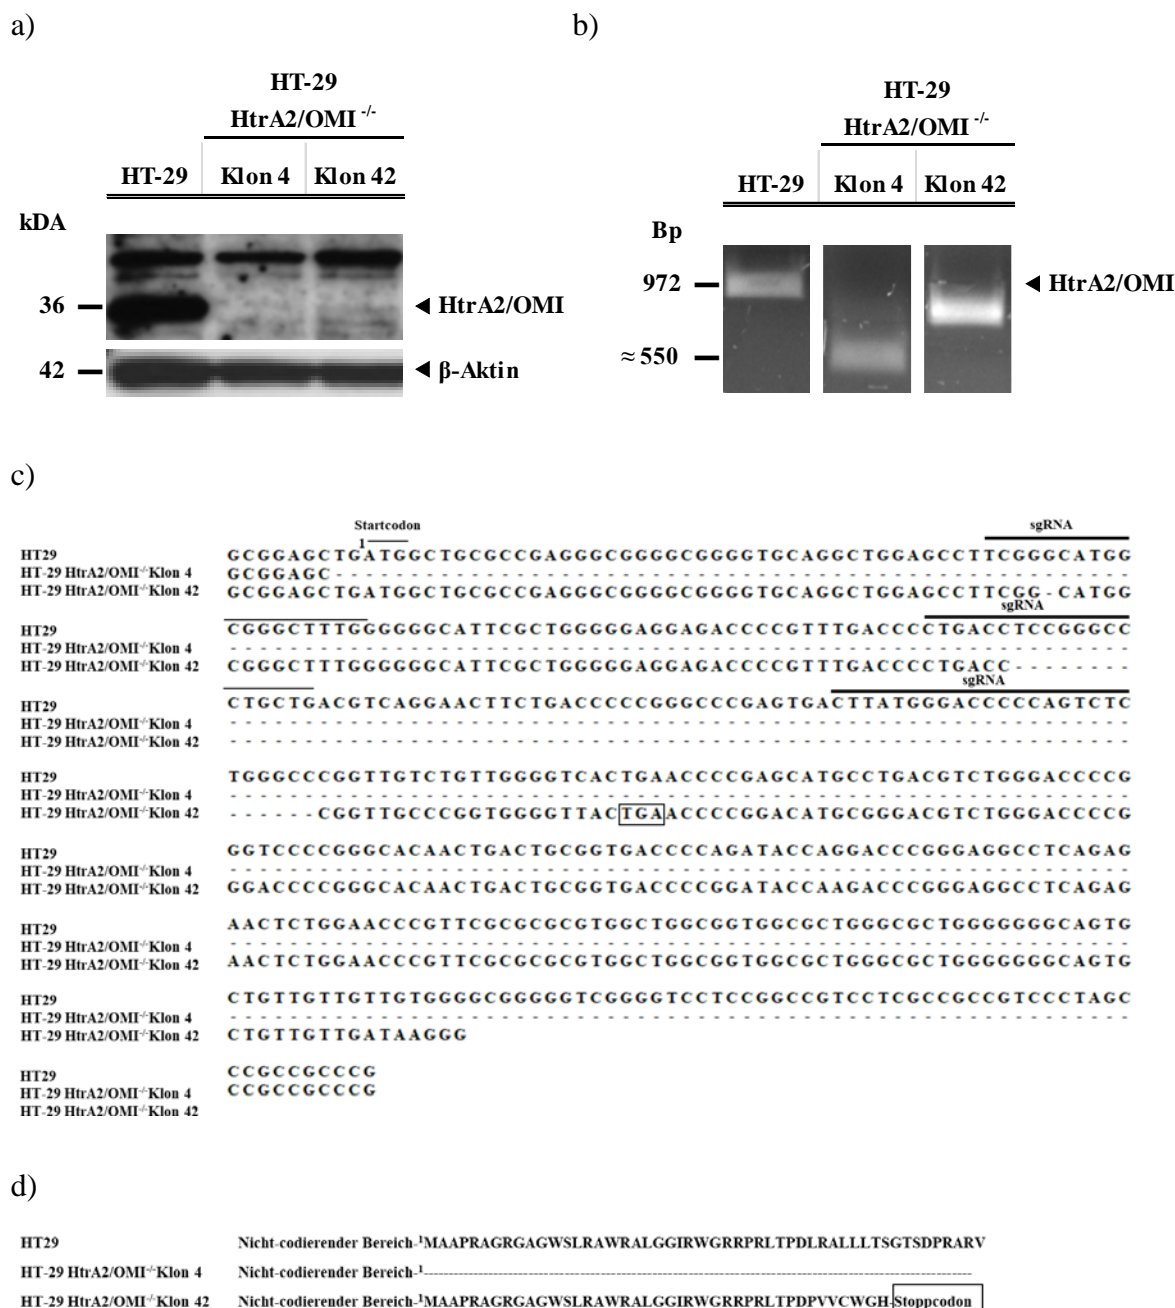 a)
b)
HT-29
HtrA2/OMI -/-
HT-29
Klon 4
Klon 42
kDA
36
HtrA2/OMI
42
β-Aktin
HT-29
HtrA2/OMI -/-
HT-29
Klon 4
Klon 42
Bp
972
HtrA2/OMI
≈ 550
c)
Startcodon
sgRNA
1
HT29 GCGGAGCTGATGGCTGCGCCGAGGGCGGGGCGGGGTGCAGGCTGGAGCCTTCGGGCATGG
HT-29 HtrA2/OMI-/-Klon 4 GCGGAGC-----------------------------------------------------
HT-29 HtrA2/OMI-/-Klon 42 GCGGAGCTGATGGCTGCGCCGAGGGCGGGGCGGGGTGCAGGCTGGAGCCTTCGG-CATGG
sgRNA
HT29 CGGGCTTTGGGGGGCATTCGCTGGGGGAGGAGACCCCGTTTGACCCCTGACCTCCGGGCC
HT-29 HtrA2/OMI-/-Klon 4 ------------------------------------------------------------
HT-29 HtrA2/OMI-/-Klon 42 CGGGCTTTGGGGGGCATTCGCTGGGGGAGGAGACCCCGTTTGACCCCTGACC--------
sgRNA
HT29 CTGCTGACGTCAGGAACTTCTGACCCCCGGGCCCGAGTGACTTATGGGACCCCCAGTCTC
HT-29 HtrA2/OMI-/-Klon 4 ------------------------------------------------------------
HT-29 HtrA2/OMI-/-Klon 42 ------------------------------------------------------------
HT29 TGGGCCCGGTTGTCTGTTGGGGTCACTGAACCCCGAGCATGCCTGACGTCTGGGACCCCG
HT-29 HtrA2/OMI-/-Klon 4 ------------------------------------------------------------
HT-29 HtrA2/OMI-/-Klon 42 ------CGGTTGCCCGGTGGGGTTACTGAACCCCGGACATGCGGGACGTCTGGGACCCCG
HT29 GGTCCCCGGGCACAACTGACTGCGGTGACCCCAGATACCAGGACCCGGGAGGCCTCAGAG
HT-29 HtrA2/OMI-/-Klon 4 ------------------------------------------------------------
HT-29 HtrA2/OMI-/-Klon 42 GGACCCCGGGCACAACTGACTGCGGTGACCCCGGATACCAAGACCCGGGAGGCCTCAGAG
HT29 AACTCTGGAACCCGTTCGCGCGCGTGGCTGGCGGTGGCGCTGGGCGCTGGGGGGGCAGTG
HT-29 HtrA2/OMI-/-Klon 4 ------------------------------------------------------------
HT-29 HtrA2/OMI-/-Klon 42 AACTCTGGAACCCGTTCGCGCGCGTGGCTGGCGGTGGCGCTGGGCGCTGGGGGGGCAGTG
HT29 CTGTTGTTGTTGTGGGGCGGGGGTCGGGGTCCTCCGGCCGTCCTCGCCGCCGTCCCTAGC
HT-29 HtrA2/OMI-/-Klon 4 ------------------------------------------------------------
HT-29 HtrA2/OMI-/-Klon 42 CTGTTGTTGATAAGGG
HT29 CCGCCGCCCG
HT-29 HtrA2/OMI-/-Klon 4 CCGCCGCCCG
HT-29 HtrA2/OMI-/-Klon 42
d)
HT29 Nicht-codierender Bereich-1MAAPRAGRGAGWSLRAWRALGGIRWGRRPRLTPDLRALLLTSGTSDPRARV
HT-29 HtrA2/OMI-/-Klon 4 Nicht-codierender Bereich-1--------------------------------------------------
HT-29 HtrA2/OMI-/-Klon 42 Nicht-codierender Bereich-1MAAPRAGRGAGWSLRAWRALGGIRWGRRPRLTPDPVVCWGH-Stoppcodon